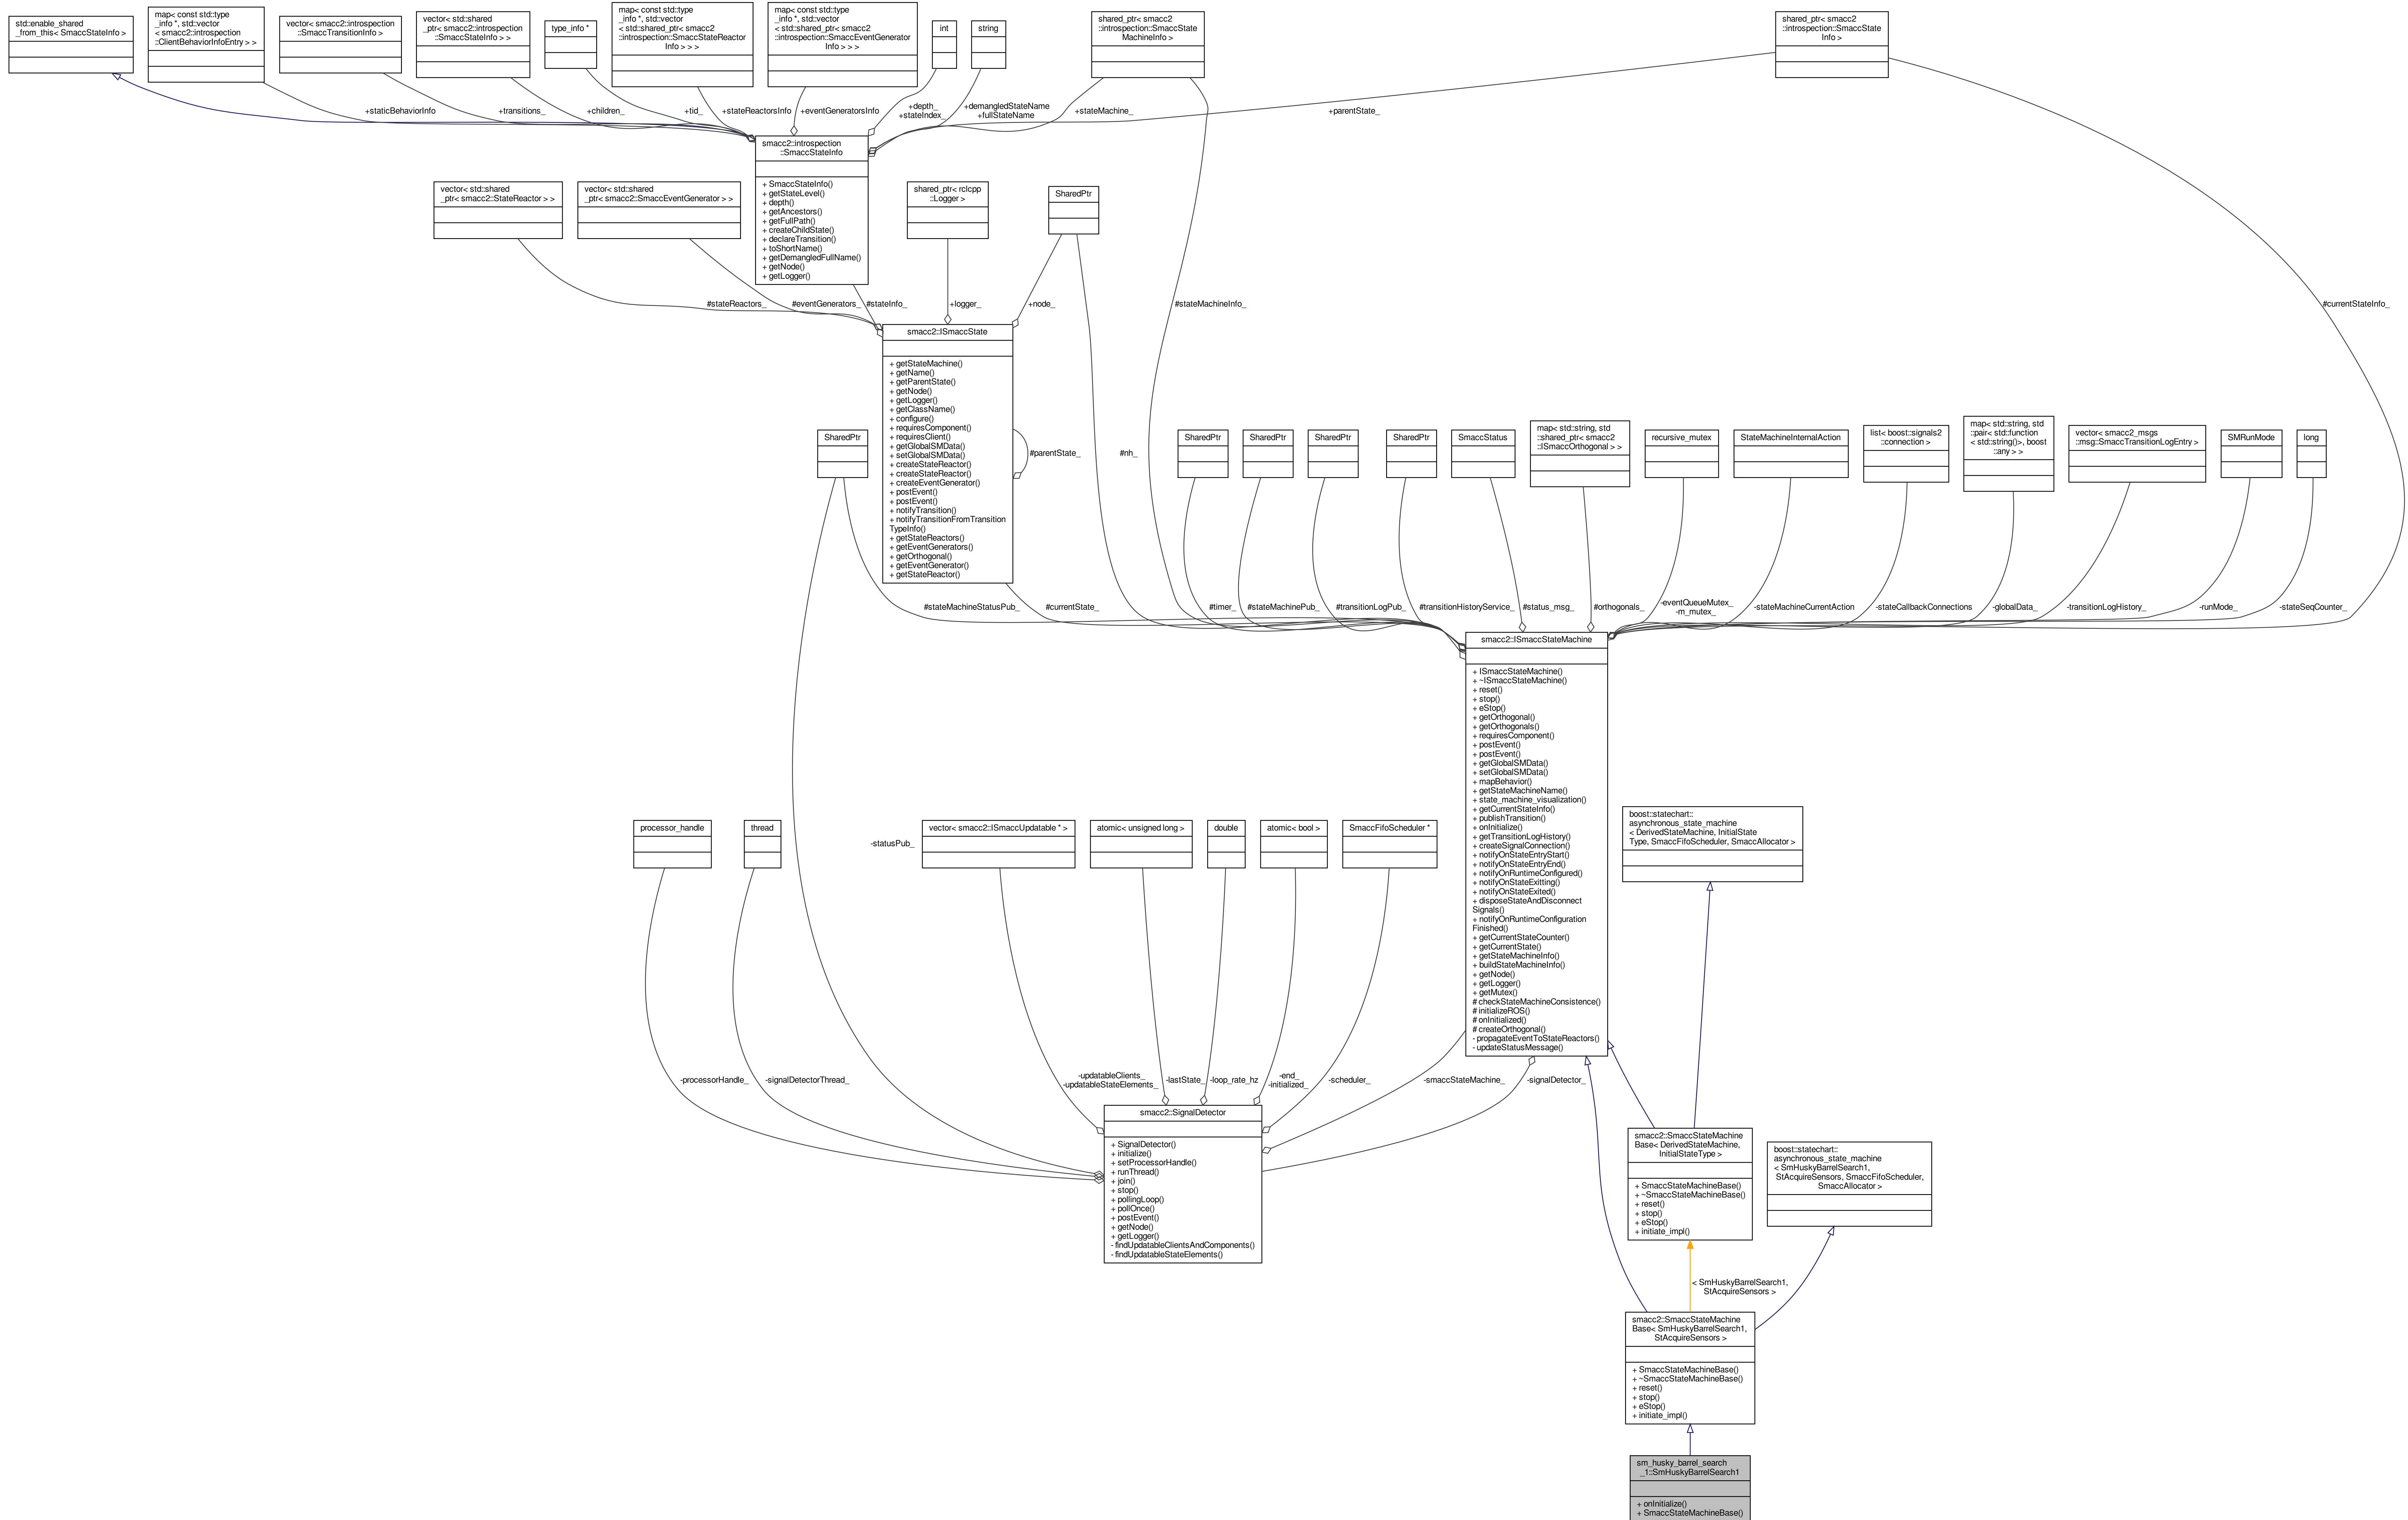 std::enable_shared
_from_this< SmaccStateInfo >
map< const std::type
_info *, std::vector
< smacc2::introspection
::ClientBehaviorInfoEntry > >
vector< smacc2::introspection
::SmaccTransitionInfo >
vector< std::shared
_ptr< smacc2::introspection
::SmaccStateInfo > >
type_info *
map< const std::type
_info *, std::vector
< std::shared_ptr< smacc2
::introspection::SmaccStateReactor
Info > > >
map< const std::type
_info *, std::vector
< std::shared_ptr< smacc2
::introspection::SmaccEventGenerator
Info > > >
int
string
shared_ptr< smacc2
::introspection::SmaccState
MachineInfo >
shared_ptr< smacc2
::introspection::SmaccState
Info >
+staticBehaviorInfo
+transitions_
+children_
+tid_
+stateReactorsInfo
+eventGeneratorsInfo
+depth_
+stateIndex_
+demangledStateName
+fullStateName
+stateMachine_
+parentState_
smacc2::introspection
::SmaccStateInfo
+ SmaccStateInfo()
+ getStateLevel()
+ depth()
+ getAncestors()
+ getFullPath()
+ createChildState()
+ declareTransition()
+ toShortName()
+ getDemangledFullName()
+ getNode()
+ getLogger()
vector< std::shared
_ptr< smacc2::StateReactor > >
vector< std::shared
_ptr< smacc2::SmaccEventGenerator > >
shared_ptr< rclcpp
::Logger >
SharedPtr
#stateReactors_
#eventGenerators_
#stateInfo_
+logger_
+node_
#stateMachineInfo_
#currentStateInfo_
smacc2::ISmaccState
+ getStateMachine()
+ getName()
+ getParentState()
+ getNode()
+ getLogger()
+ getClassName()
+ configure()
+ requiresComponent()
+ requiresClient()
+ getGlobalSMData()
+ setGlobalSMData()
+ createStateReactor()
+ createStateReactor()
+ createEventGenerator()
+ postEvent()
+ postEvent()
+ notifyTransition()
+ notifyTransitionFromTransition
TypeInfo()
+ getStateReactors()
+ getEventGenerators()
+ getOrthogonal()
+ getEventGenerator()
+ getStateReactor()
#parentState_
#nh_
SharedPtr
SharedPtr
SharedPtr
SharedPtr
SharedPtr
SmaccStatus
map< std::string, std
::shared_ptr< smacc2
::ISmaccOrthogonal > >
recursive_mutex
StateMachineInternalAction
list< boost::signals2
::connection >
map< std::string, std
::pair< std::function
< std::string()>, boost
::any > >
vector< smacc2_msgs
::msg::SmaccTransitionLogEntry >
SMRunMode
long
#stateMachineStatusPub_
#currentState_
#timer_
#stateMachinePub_
#transitionLogPub_
#transitionHistoryService_
#status_msg_
#orthogonals_
-eventQueueMutex_
-m_mutex_
-stateMachineCurrentAction
-stateCallbackConnections
-globalData_
-transitionLogHistory_
-runMode_
-stateSeqCounter_
smacc2::ISmaccStateMachine
+ ISmaccStateMachine()
+ ~ISmaccStateMachine()
+ reset()
+ stop()
+ eStop()
+ getOrthogonal()
+ getOrthogonals()
+ requiresComponent()
+ postEvent()
+ postEvent()
+ getGlobalSMData()
+ setGlobalSMData()
+ mapBehavior()
+ getStateMachineName()
+ state_machine_visualization()
+ getCurrentStateInfo()
+ publishTransition()
+ onInitialize()
+ getTransitionLogHistory()
+ createSignalConnection()
+ notifyOnStateEntryStart()
+ notifyOnStateEntryEnd()
+ notifyOnRuntimeConfigured()
+ notifyOnStateExitting()
+ notifyOnStateExited()
+ disposeStateAndDisconnect
Signals()
+ notifyOnRuntimeConfiguration
Finished()
+ getCurrentStateCounter()
+ getCurrentState()
+ getStateMachineInfo()
+ buildStateMachineInfo()
+ getNode()
+ getLogger()
+ getMutex()
# checkStateMachineConsistence()
# initializeROS()
# onInitialized()
# createOrthogonal()
- propagateEventToStateReactors()
- updateStatusMessage()
processor_handle
thread
-statusPub_
vector< smacc2::ISmaccUpdatable * >
atomic< unsigned long >
double
atomic< bool >
SmaccFifoScheduler *
boost::statechart::
asynchronous_state_machine
< DerivedStateMachine, InitialState
Type, SmaccFifoScheduler, SmaccAllocator >
-processorHandle_
-signalDetectorThread_
-updatableClients_
-updatableStateElements_
-lastState_
-loop_rate_hz
-end_
-initialized_
-scheduler_
-smaccStateMachine_
-signalDetector_
smacc2::SignalDetector
+ SignalDetector()
+ initialize()
+ setProcessorHandle()
+ runThread()
+ join()
+ stop()
+ pollingLoop()
+ pollOnce()
+ postEvent()
+ getNode()
+ getLogger()
- findUpdatableClientsAndComponents()
- findUpdatableStateElements()
smacc2::SmaccStateMachine
Base< DerivedStateMachine,
InitialStateType >
+ SmaccStateMachineBase()
+ ~SmaccStateMachineBase()
+ reset()
+ stop()
+ eStop()
+ initiate_impl()
boost::statechart::
asynchronous_state_machine
< SmHuskyBarrelSearch1,
StAcquireSensors, SmaccFifoScheduler,
SmaccAllocator >
< SmHuskyBarrelSearch1,
StAcquireSensors >
smacc2::SmaccStateMachine
Base< SmHuskyBarrelSearch1,
StAcquireSensors >
+ SmaccStateMachineBase()
+ ~SmaccStateMachineBase()
+ reset()
+ stop()
+ eStop()
+ initiate_impl()
sm_husky_barrel_search
_1::SmHuskyBarrelSearch1
+ onInitialize()
+ SmaccStateMachineBase()